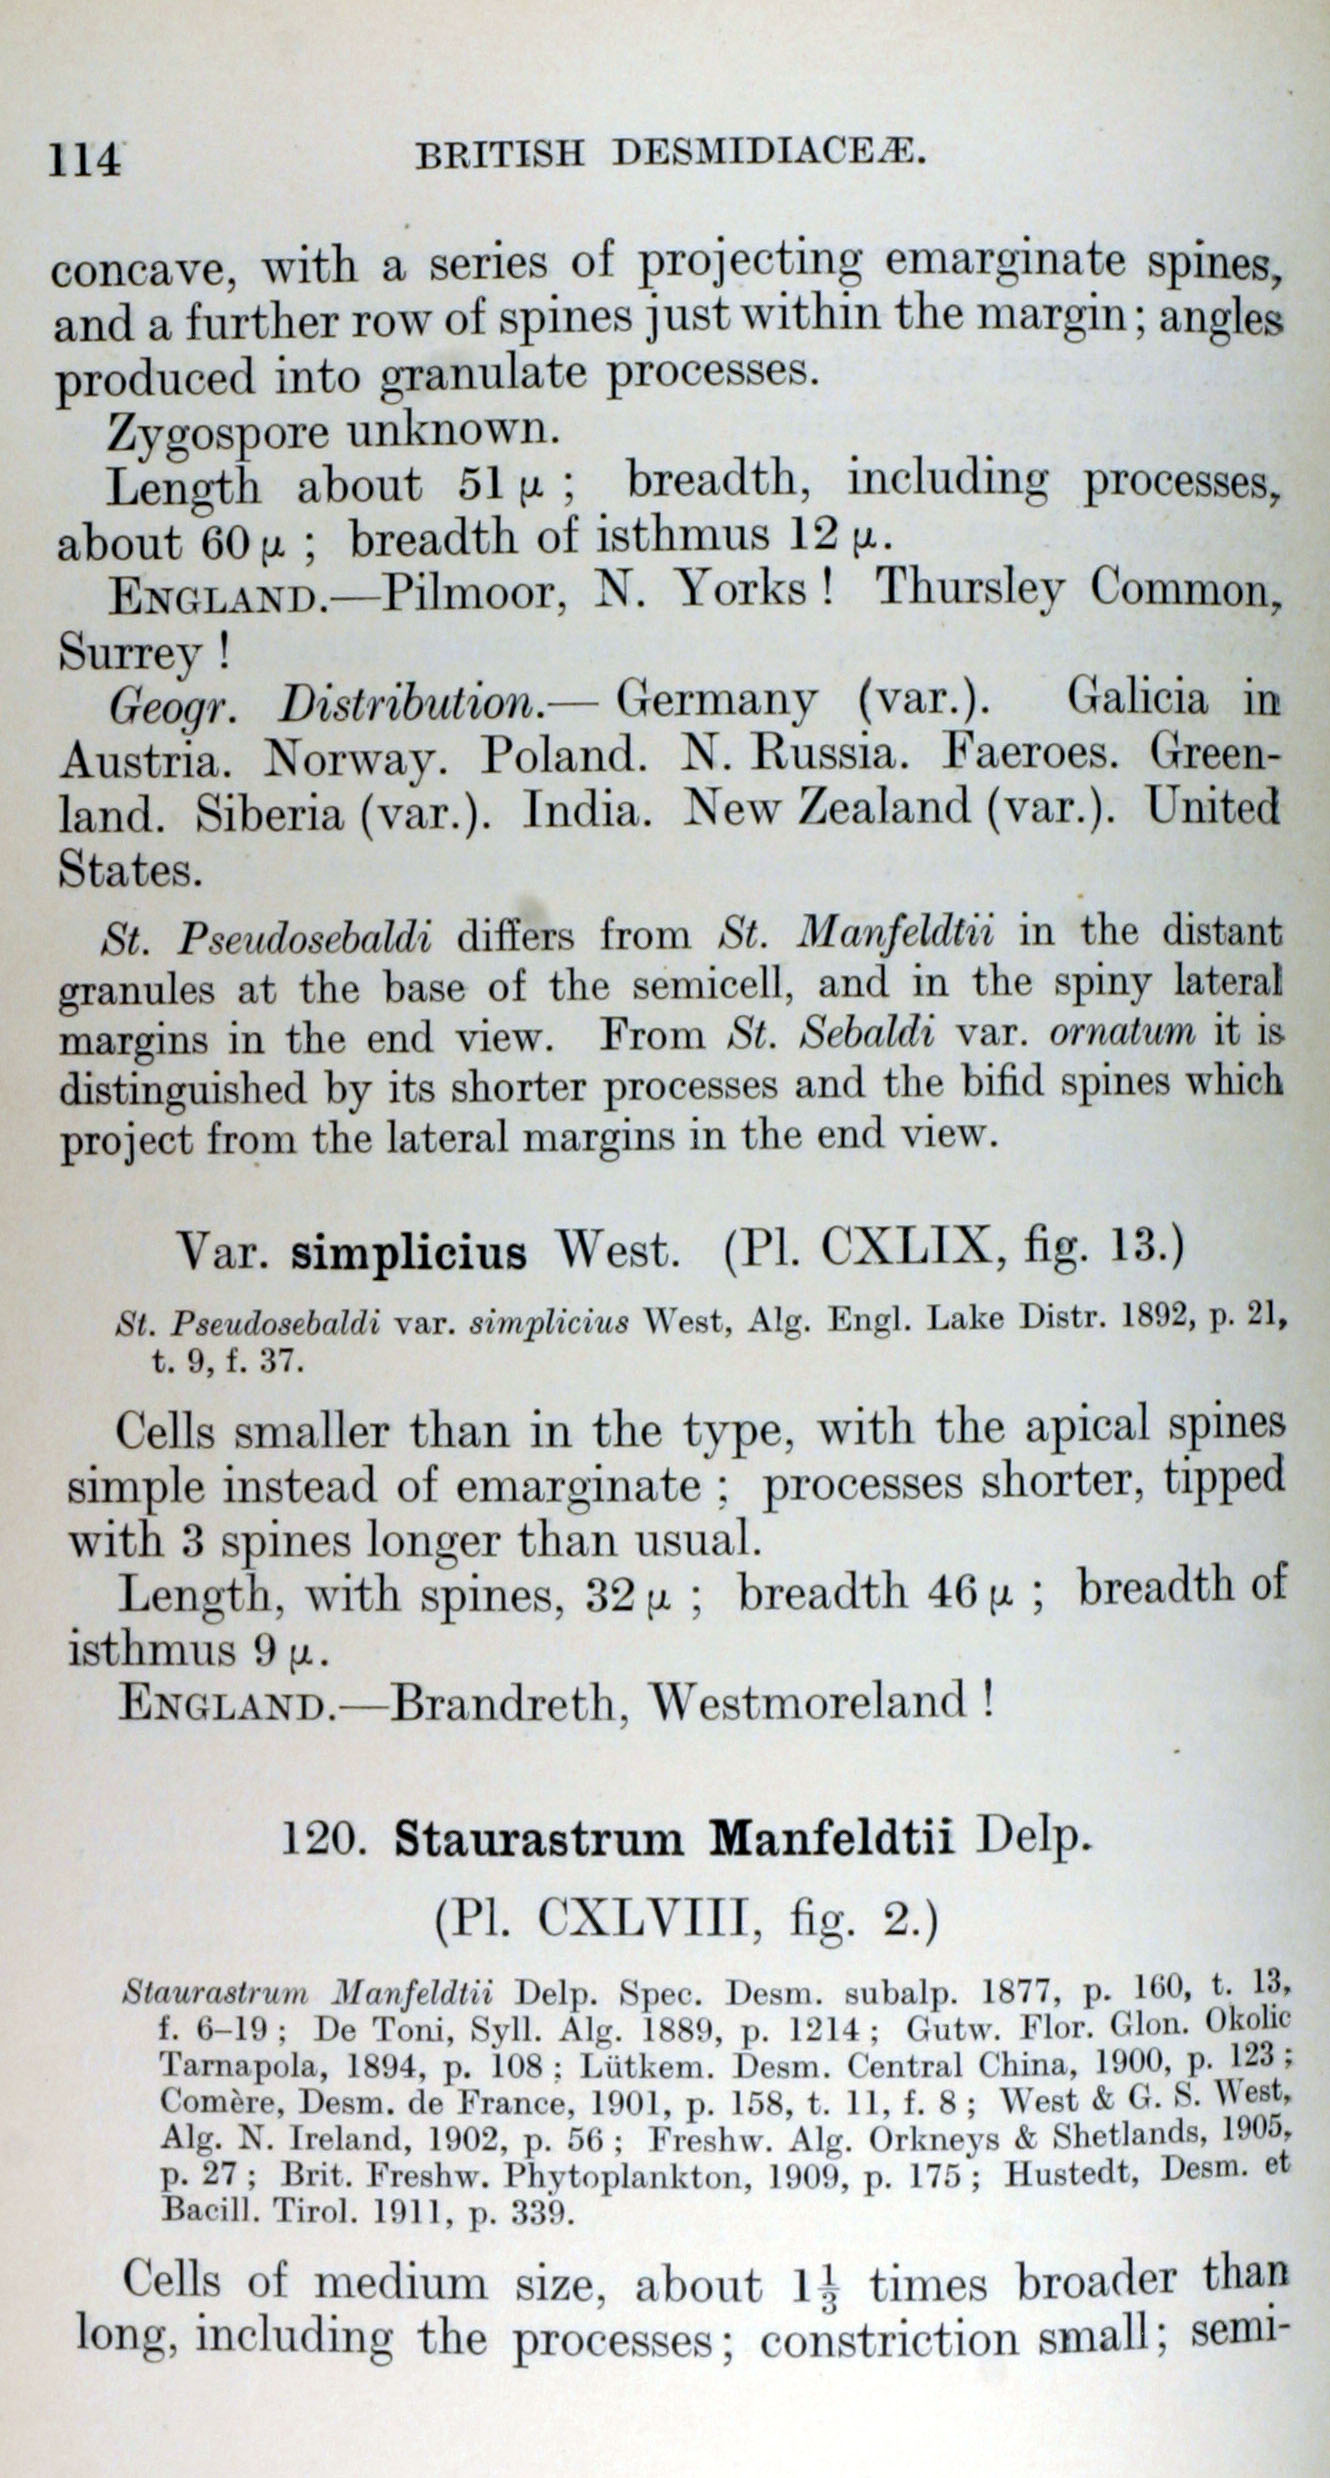 114 BRITISH DESMIDIACEÆ.
concave, with a series of projecting emarginate spines,
and a further row of spines just within the margin; angles
produced into granulate processes.
Zygospore unknown.
Length about 51 µ ; breadth, including processes,
about 60 µ ; breadth of isthmus 12 µ.
ENGLAND.—Pilmoor, N. Yorks ! Thursley Common,
Surrey !
Geogr. Distribution.— Germany (var.). Galicia in
Austria. Norway. Poland. N. Russia. Faeroes. Green-
land. Siberia (var.). India. New Zealand (var.). United
States.
St. Pseudosebaldi differs from St. Manfeldtii in the distant
granules at the base of the semicell, and in the spiny lateral
margins in the end view. From St. Sebaldi var. ornatum it is
distinguished by its shorter processes and the bifid spines which
project from the lateral margins in the end view.
Var. simplicius West. (Pl. CXLIX, fig. 13.)
St. Pseudosebaldi var. simplicius West, Alg. Engl. Lake Distr. 1892, p. 21,
t. 9, f. 37.
Cells smaller than in the type, with the apical spines
simple instead of emarginate ; processes shorter, tipped
with 3 spines longer than usual.
Length, with spines, 32 µ ; breadth 46 µ ; breadth of
isthmus 9 µ.
ENGLAND.—Brandreth, Westmoreland !
120. Staurastrum Manfeldtii Delp.
(Pl. CXLVIII, fig. 2.)
Staurastrum Manfeldtii Delp. Spec. Desm. subalp. 1877, p. 160, t. 13,
f. 6–19 ; De Toni, Syll. Alg. 1889, p. 1214 ; Gutw. Flor. Glon. Okolic
Tarnapola, 1894, p. 108 ; Lütkem. Desm. Central China, 1900, p. 123 ;
Comère, Desm. de France, 1901, p. 158, t. 11, f. 8 ; West & G. S. West,
Alg. N. Ireland, 1902, p. 56 ; Freshw. Alg. Orkneys & Shetlands, 1905,
p. 27 ; Brit. Freshw. Phytoplankton, 1909, p. 175 ; Hustedt, Desm. et
Bacill. Tirol. 1911, p. 339.
Cells of medium size, about 1⅓ times broader than
long, including the processes; constriction small; semi-